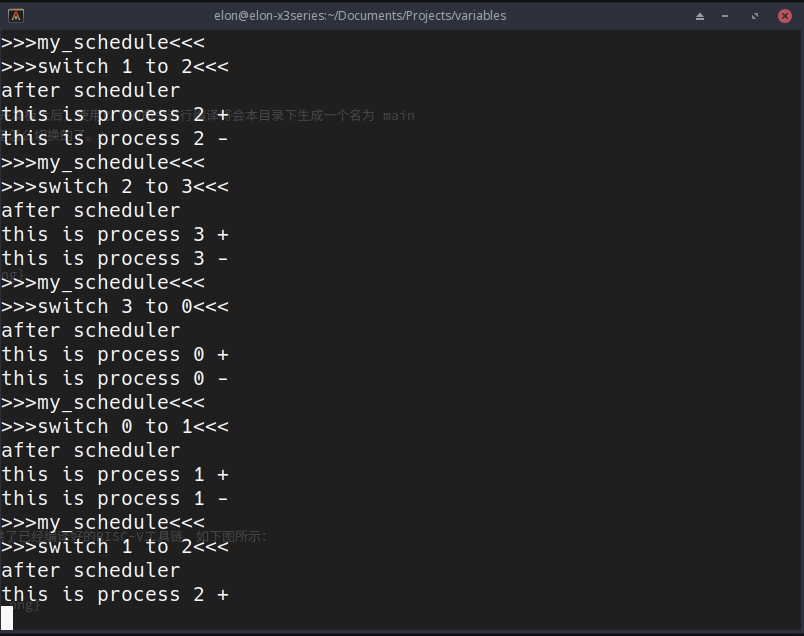 elon@elon-x3series:~/Documents/Projects/variables
>>>my_schedule<<<
>>>switch 1 to 2<<<
after scheduler
this is process 2 +
this is process 2 -
>>>my_schedule<<<
>>>switch 2 to 3<<<
after scheduler
this is process 3 +
this is process 3 -
>>>my_schedule<<<
>>>switch 3 to 0<<<
after scheduler
this is process 0 +
this is process 0 -
>>>my_schedule<<<
>>>switch 0 to 1<<<
after scheduler
this is process 1 +
this is process 1 -
>>>my_schedule<<<
>>>switch 1 to 2<<<
after scheduler
this is process 2 +